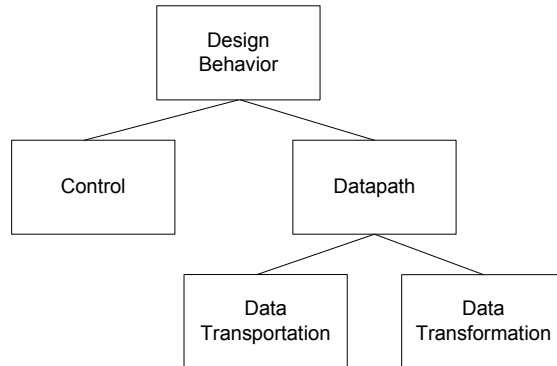 Design
Behavior
Control
Datapath
Data
Transportation
Data
Transformation